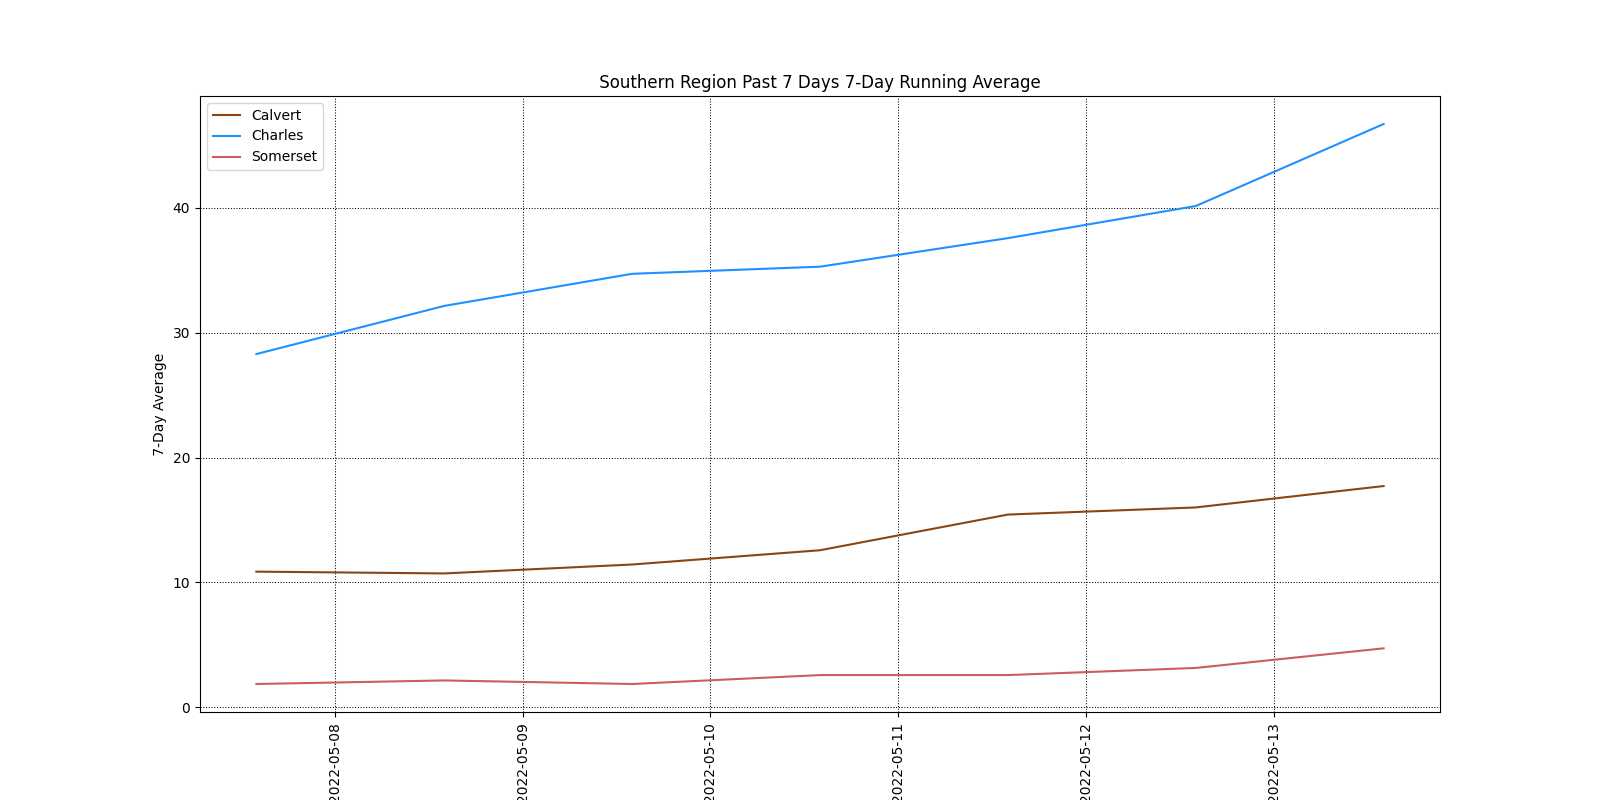 Southern Region Past 7 Days 7-Day Running Average
Calvert
Charles
Somerset
7-Day Average
40
30
20
10
0
2022-05-08
2022-05-09
2022-05-10
2022-05-11
2022-05-12
2022-05-13